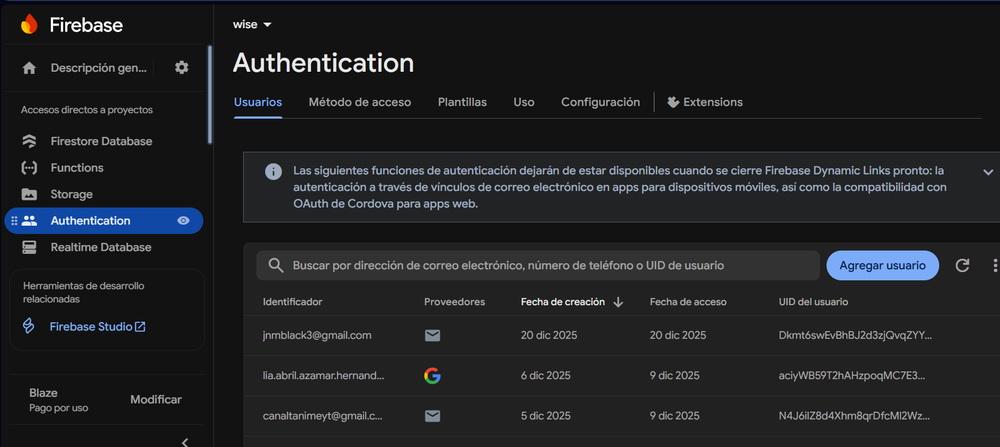 Firebase
wise
Descripción gen...
Authentication
Usuarios
Método de acceso
Plantillas
Uso
Configuración
Extensions
Accesos directos a proyectos
Firestore Database
Functions
Storage
Authentication
Realtime Database
Herramientas de desarrollo
relacionadas
Firebase Studio
Blaze
Pago por uso
Modificar
Las siguientes funciones de autenticación dejarán de estar disponibles cuando se cierre Firebase Dynamic Links pronto: la
autenticación a través de vínculos de correo electrónico en apps para dispositivos móviles, así como la compatibilidad con
OAuth de Cordova para apps web.
Buscar por dirección de correo electrónico, número de teléfono o UID de usuario
Agregar usuario
Identificador Proveedores Fecha de creación Fecha de acceso UID del usuario
jnmblack3@gmail.com 20 dic 2025 20 dic 2025 Dkmt6swEvBhBJ2d3zjQvqZYY...
lia.abril.azamar.hernand... 6 dic 2025 9 dic 2025 aciyWB59T2hAHzpoqMC7E3...
canaltanimeyt@gmail.c... 5 dic 2025 9 dic 2025 N4J6ilZ8d4Xhm8qrDfcMl2Wz...